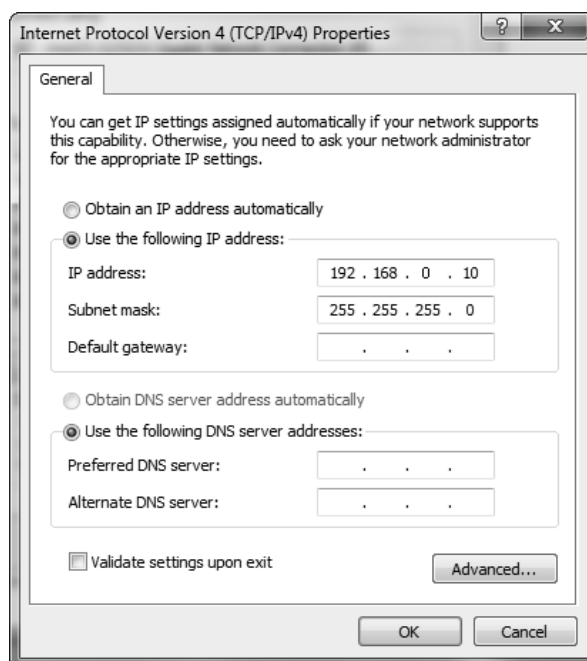 Internet Protocol Version 4 (TCP/IPv4) Properties
General
You can get IP settings assigned automatically if your network supports
this capability. Otherwise, you need to ask your network administrator
for the appropriate IP settings.
Obtain an IP address automatically
Use the following IP address:
IP address: 192 . 168 . 0 . 10
Subnet mask: 255 . 255 . 255 . 0
Default gateway: . . .
Obtain DNS server address automatically
Use the following DNS server addresses:
Preferred DNS server: . . .
Alternate DNS server: . . .
Validate settings upon exit
Advanced...
OK Cancel